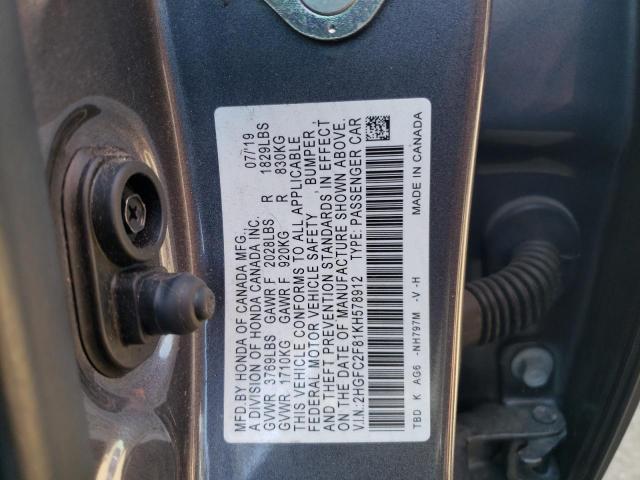 MFD.BY HONDA OF CANADA MFG. 07/19
A DIVISION OF HONDA CANADA INC.
GVWR 3769LBS GAWR F 2028LBS R 1829LBS
GVWR 1710KG GAWR F 920KG R 830KG
THIS VEHICLE CONFORMS TO ALL APPLICABLE
FEDERAL MOTOR VEHICLE SAFETY BUMPER
AND THEFT PREVENTION STANDARDS IN EFFECT
ON THE DATE OF MANUFACTURE SHOWN ABOVE.
V.I.N:2HGFC2F81KH578912 TYPE: PASSENGER CAR
TBD K AG6 -NH797M -V -H MADE IN CANADA